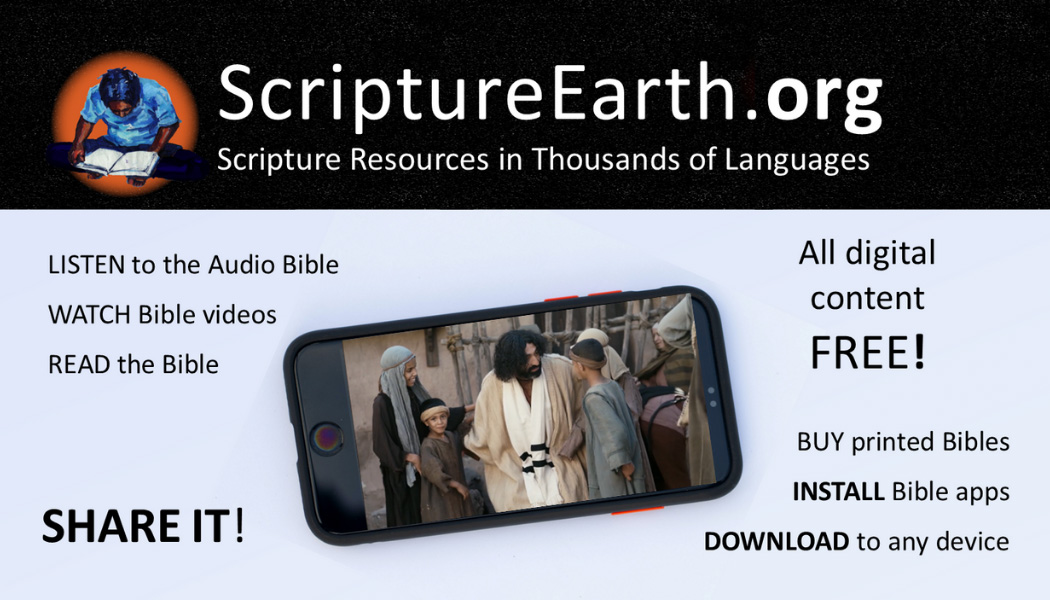 ScriptureEarth.org
Scripture Resources in Thousands of Languages
LISTEN to the Audio Bible
WATCH Bible videos
READ the Bible
SHARE IT!
All digital
content
FREE!
BUY printed Bibles
INSTALL Bible apps
DOWNLOAD to any device